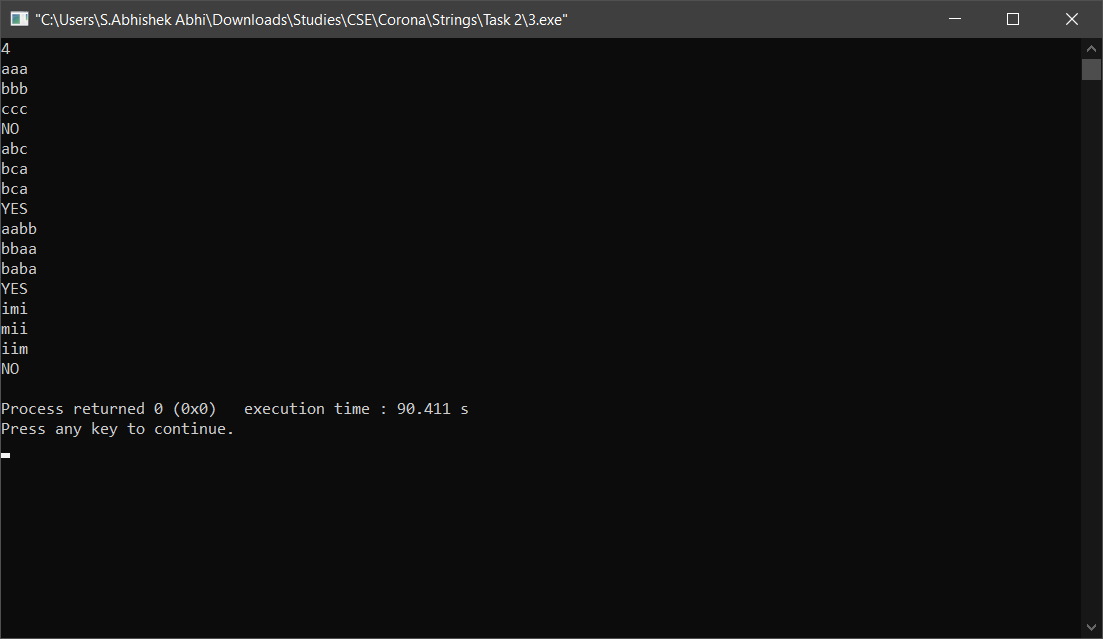 "C:\Users\S.Abhishek Abhi\Downloads\Studies\CSE\Corona\Strings\Task 2\3.exe"
4
aaa
bbb
ccc
NO
abc
bca
bca
YES
aabb
bbaa
baba
YES
imi
mii
iim
NO
Process returned 0 (0x0)   execution time : 90.411 s
Press any key to continue.